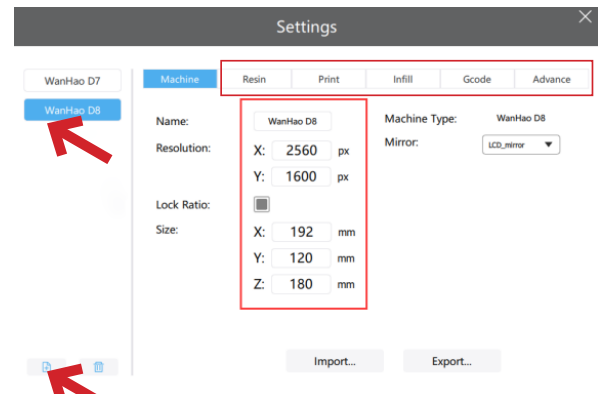 Settings
WanHao D7
WanHao D8
Machine
Resin
Print
Infill
Gcode
Advance
Name: WanHao D8
Machine Type: WanHao D8
Resolution: X: 2560 px
Mirror: LCD_mirror
Y: 1600 px
Lock Ratio:
Size: X: 192 mm
Y: 120 mm
Z: 180 mm
Import...
Export...